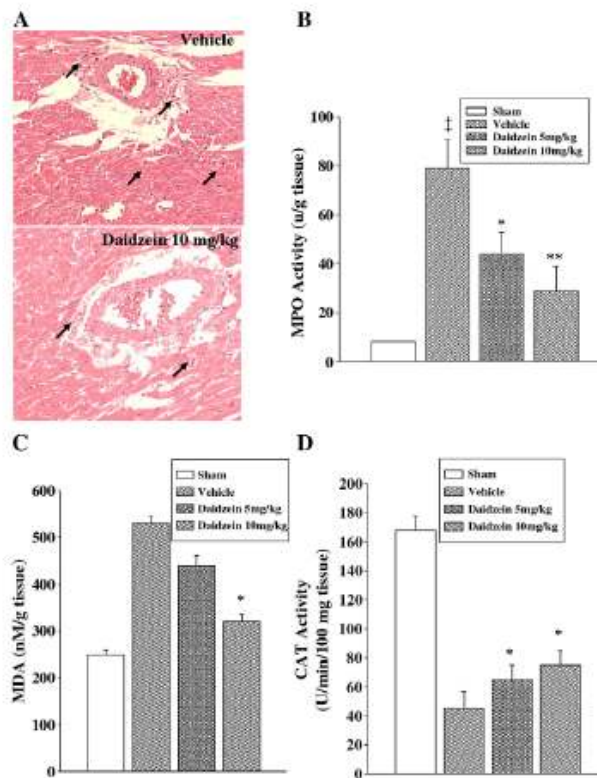 A
Vehicle
Daidzein 10 mg/kg
B
MPO Activity (u/g tissue)
100
80
60
40
20
0
Sham
Vehicle
Daidzein 5mg/kg
Daidzein 10mg/kg
‡
*
**
C
MDA (nM/g tissue)
600
500
400
300
200
100
0
Sham
Vehicle
Daidzein 5mg/kg
Daidzein 10mg/kg
*
D
CAT Activity
(U/min/100 mg tissue)
200
180
160
140
120
100
80
60
40
20
0
Sham
Vehicle
Daidzein 5mg/kg
Daidzein 10mg/kg
*
*